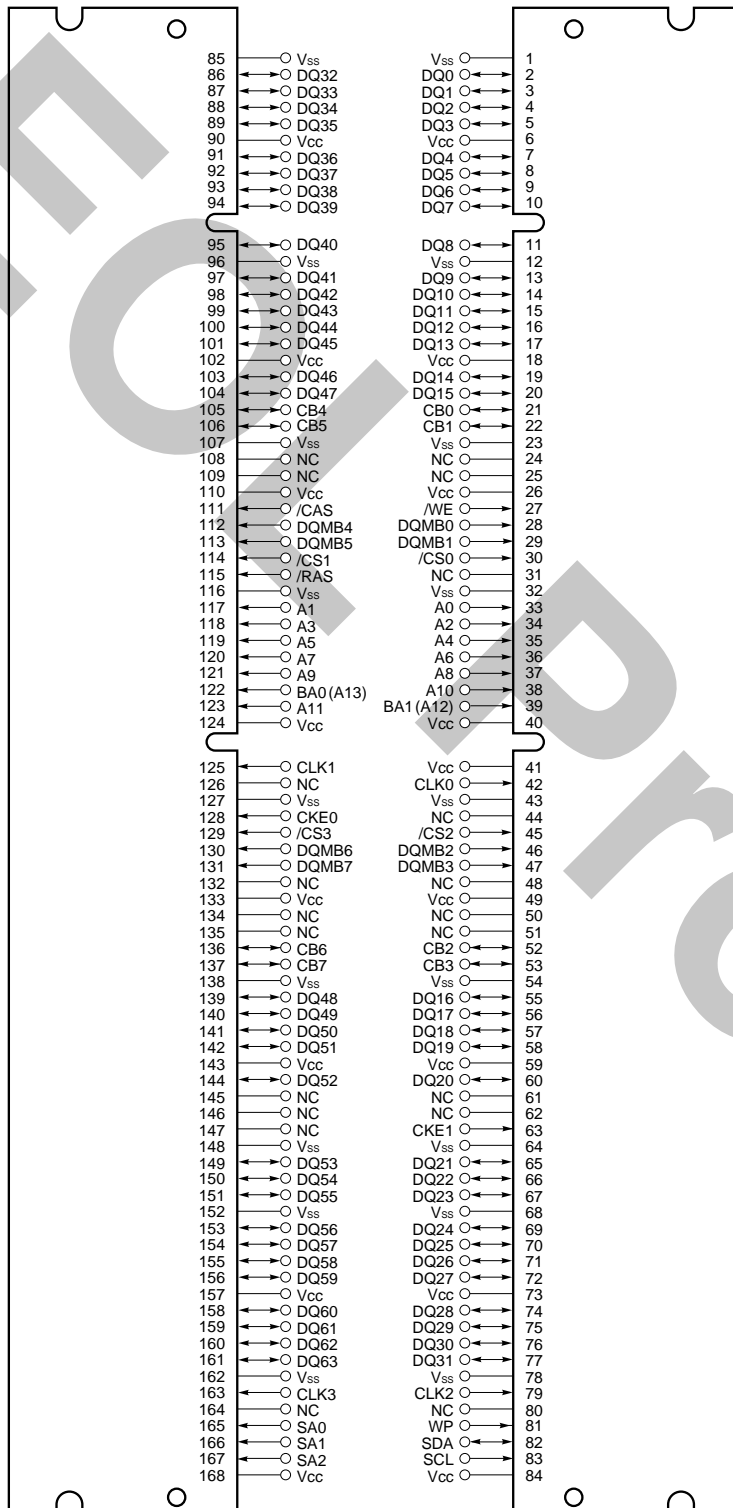 85 Vss Vss 1
86 DQ32 DQ0 2
87 DQ33 DQ1 3
88 DQ34 DQ2 4
89 DQ35 DQ3 5
90 Vcc Vcc 6
91 DQ36 DQ4 7
92 DQ37 DQ5 8
93 DQ38 DQ6 9
94 DQ39 DQ7 10
95 DQ40 DQ8 11
96 Vss Vss 12
97 DQ41 DQ9 13
98 DQ42 DQ10 14
99 DQ43 DQ11 15
100 DQ44 DQ12 16
101 DQ45 DQ13 17
102 Vcc Vcc 18
103 DQ46 DQ14 19
104 DQ47 DQ15 20
105 CB4 CB0 21
106 CB5 CB1 22
107 Vss Vss 23
108 NC NC 24
109 NC NC 25
110 Vcc Vcc 26
111 /CAS /WE 27
112 DQMB4 DQMB0 28
113 DQMB5 DQMB1 29
114 /CS1 /CS0 30
115 /RAS NC 31
116 Vss Vss 32
117 A1 A0 33
118 A3 A2 34
119 A5 A4 35
120 A7 A6 36
121 A9 A8 37
122 BA0 (A13) A10 38
123 A11 BA1 (A12) 39
124 Vcc Vcc 40
125 CLK1 Vcc 41
126 NC CLK0 42
127 Vss Vss 43
128 CKE0 NC 44
129 /CS3 /CS2 45
130 DQMB6 DQMB2 46
131 DQMB7 DQMB3 47
132 NC NC 48
133 Vcc Vcc 49
134 NC NC 50
135 NC NC 51
136 CB6 CB2 52
137 CB7 CB3 53
138 Vss Vss 54
139 DQ48 DQ16 55
140 DQ49 DQ17 56
141 DQ50 DQ18 57
142 DQ51 DQ19 58
143 Vcc Vcc 59
144 DQ52 DQ20 60
145 NC NC 61
146 NC NC 62
147 NC CKE1 63
148 Vss Vss 64
149 DQ53 DQ21 65
150 DQ54 DQ22 66
151 DQ55 DQ23 67
152 Vss Vss 68
153 DQ56 DQ24 69
154 DQ57 DQ25 70
155 DQ58 DQ26 71
156 DQ59 DQ27 72
157 Vcc Vcc 73
158 DQ60 DQ28 74
159 DQ61 DQ29 75
160 DQ62 DQ30 76
161 DQ63 DQ31 77
162 Vss Vss 78
163 CLK3 CLK2 79
164 NC NC 80
165 SA0 WP 81
166 SA1 SDA 82
167 SA2 SCL 83
168 Vcc Vcc 84
EOL Pro